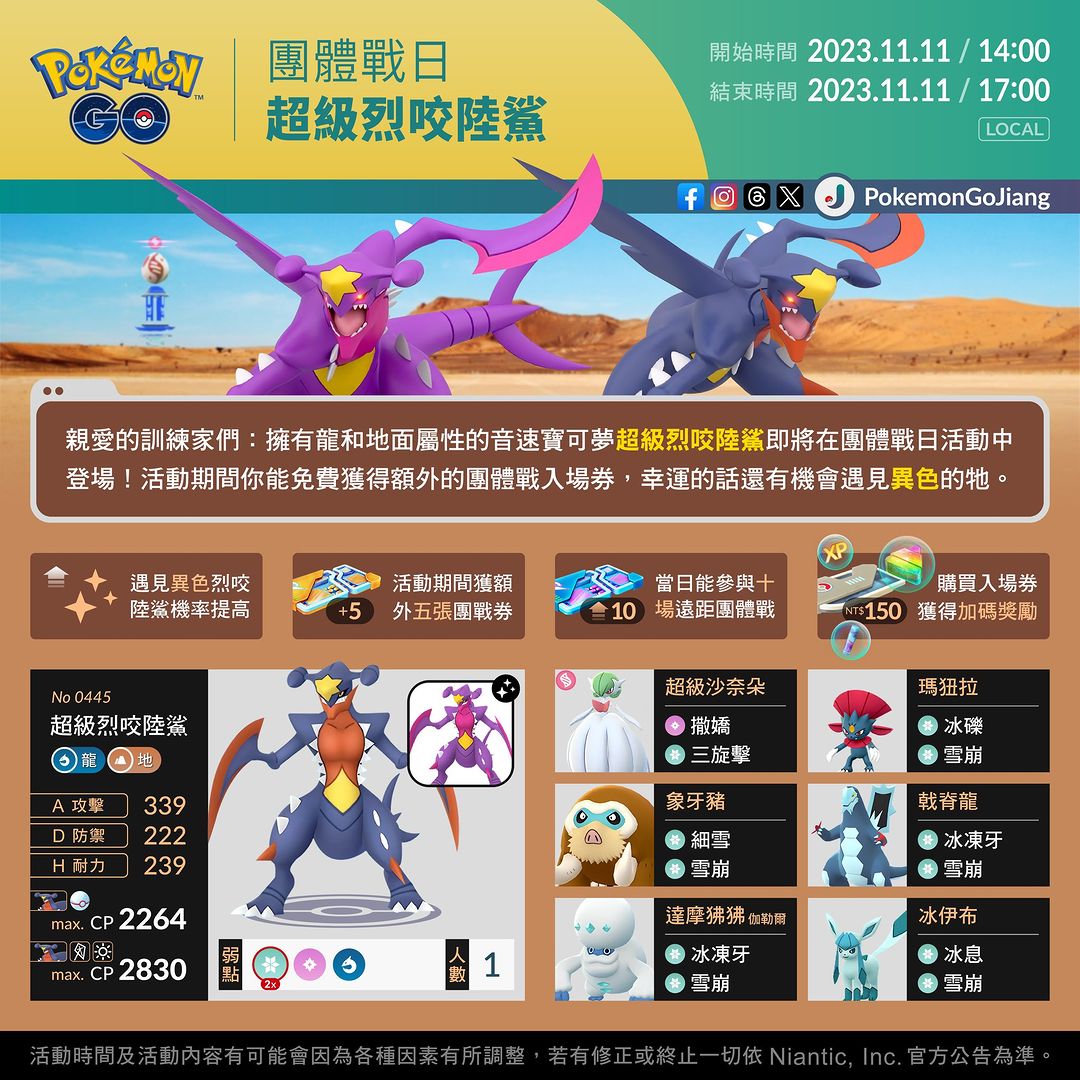 Pokémon GO
TM
團體戰日
超級烈咬陸鯊
開始時間 2023.11.11 / 14:00
結束時間 2023.11.11 / 17:00
LOCAL
PokemonGoJiang
親愛的訓練家們：擁有龍和地面屬性的音速寶可夢超級烈咬陸鯊即將在團體戰日活動中
登場！活動期間你能免費獲得額外的團體戰入場券，幸運的話還有機會遇見異色的牠。
遇見異色烈咬
陸鯊機率提高
+5
活動期間獲額
外五張團戰券
10
當日能參與十
場遠距團體戰
XP
NT$150
購買入場券
獲得加碼獎勵
No 0445
超級烈咬陸鯊
龍 地
A 攻擊 339
D 防禦 222
H 耐力 239
max. CP 2264
max. CP 2830
弱點
2x
人數 1
超級沙奈朵
撒嬌
三旋擊
瑪狃拉
冰礫
雪崩
象牙豬
細雪
雪崩
戟脊龍
冰凍牙
雪崩
達摩狒狒 伽勒爾
冰凍牙
雪崩
冰伊布
冰息
雪崩
活動時間及活動內容有可能會因為各種因素有所調整，若有修正或終止一切依 Niantic, Inc. 官方公告為準。